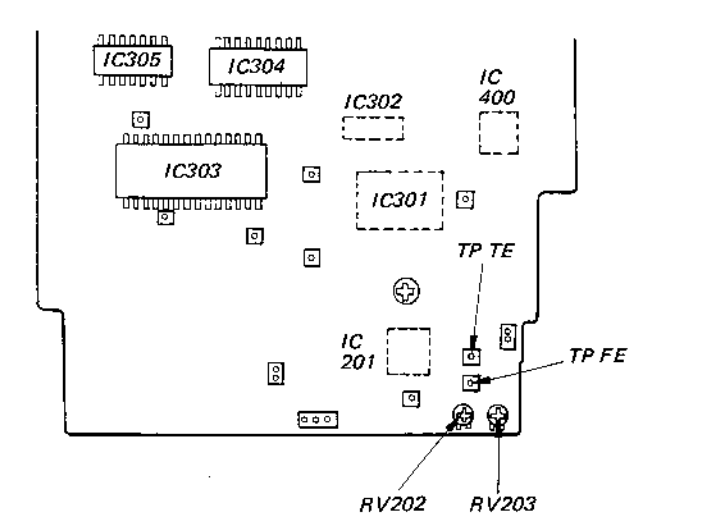 IC305
IC304
IC302
IC
400
IC303
IC301
TP TE
IC
201
TP FE
RV202
RV203